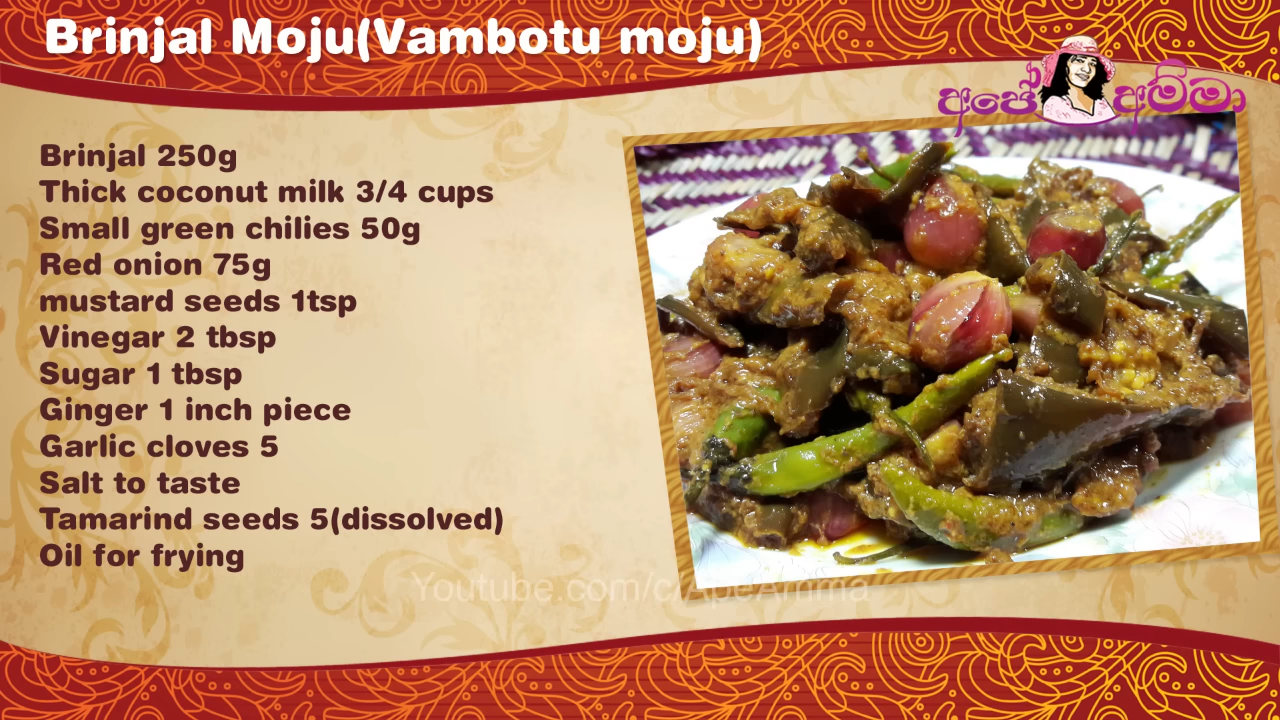 Brinjal Moju(Vambotu moju)
අපේ අම්මා
Brinjal 250g
Thick coconut milk 3/4 cups
Small green chilies 50g
Red onion 75g
mustard seeds 1tsp
Vinegar 2 tbsp
Sugar 1 tbsp
Ginger 1 inch piece
Garlic cloves 5
Salt to taste
Tamarind seeds 5(dissolved)
Oil for frying
Youtube.com/c/ApeAmma